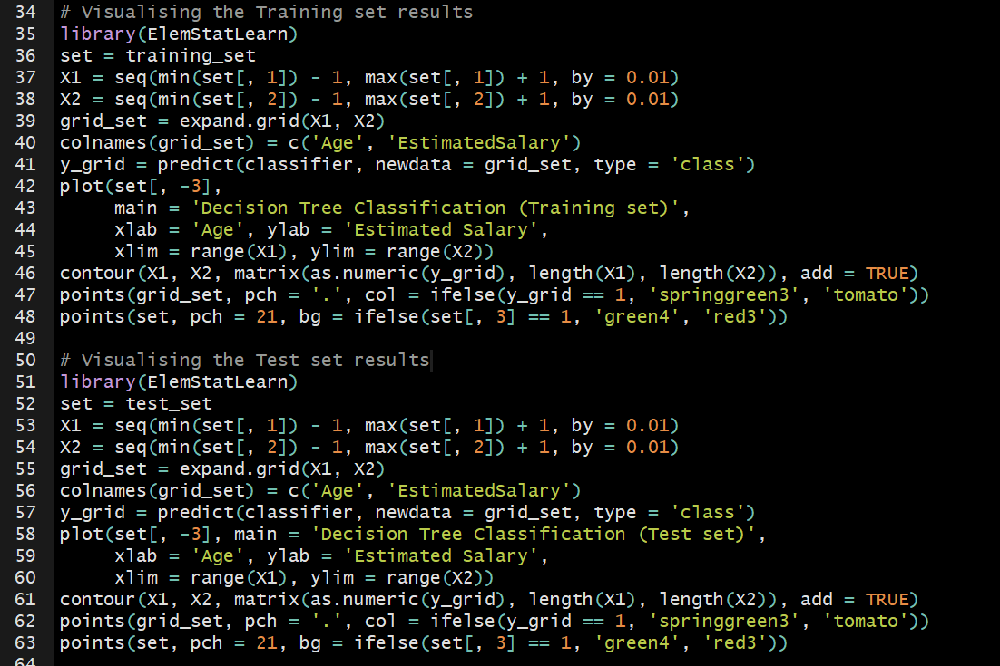 34 # Visualising the Training set results
35 library(ElemStatLearn)
36 set = training_set
37 X1 = seq(min(set[, 1]) - 1, max(set[, 1]) + 1, by = 0.01)
38 X2 = seq(min(set[, 2]) - 1, max(set[, 2]) + 1, by = 0.01)
39 grid_set = expand.grid(X1, X2)
40 colnames(grid_set) = c('Age', 'EstimatedSalary')
41 y_grid = predict(classifier, newdata = grid_set, type = 'class')
42 plot(set[, -3],
43      main = 'Decision Tree Classification (Training set)',
44      xlab = 'Age', ylab = 'Estimated Salary',
45      xlim = range(X1), ylim = range(X2))
46 contour(X1, X2, matrix(as.numeric(y_grid), length(X1), length(X2)), add = TRUE)
47 points(grid_set, pch = '.', col = ifelse(y_grid == 1, 'springgreen3', 'tomato'))
48 points(set, pch = 21, bg = ifelse(set[, 3] == 1, 'green4', 'red3'))
49
50 # Visualising the Test set results
51 library(ElemStatLearn)
52 set = test_set
53 X1 = seq(min(set[, 1]) - 1, max(set[, 1]) + 1, by = 0.01)
54 X2 = seq(min(set[, 2]) - 1, max(set[, 2]) + 1, by = 0.01)
55 grid_set = expand.grid(X1, X2)
56 colnames(grid_set) = c('Age', 'EstimatedSalary')
57 y_grid = predict(classifier, newdata = grid_set, type = 'class')
58 plot(set[, -3], main = 'Decision Tree Classification (Test set)',
59      xlab = 'Age', ylab = 'Estimated Salary',
60      xlim = range(X1), ylim = range(X2))
61 contour(X1, X2, matrix(as.numeric(y_grid), length(X1), length(X2)), add = TRUE)
62 points(grid_set, pch = '.', col = ifelse(y_grid == 1, 'springgreen3', 'tomato'))
63 points(set, pch = 21, bg = ifelse(set[, 3] == 1, 'green4', 'red3'))
64